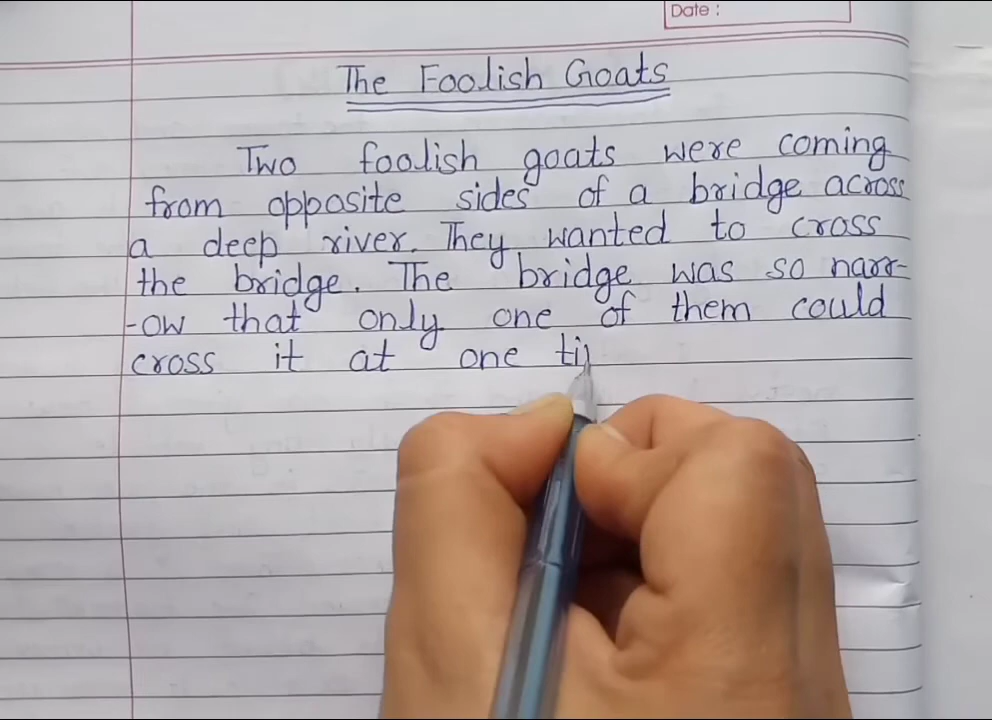 Date :
The Foolish Goats
Two foolish goats were coming
from opposite sides of a bridge across
a deep river. They wanted to cross
the bridge. The bridge was so narr-
-ow that only one of them could
cross it at one ti